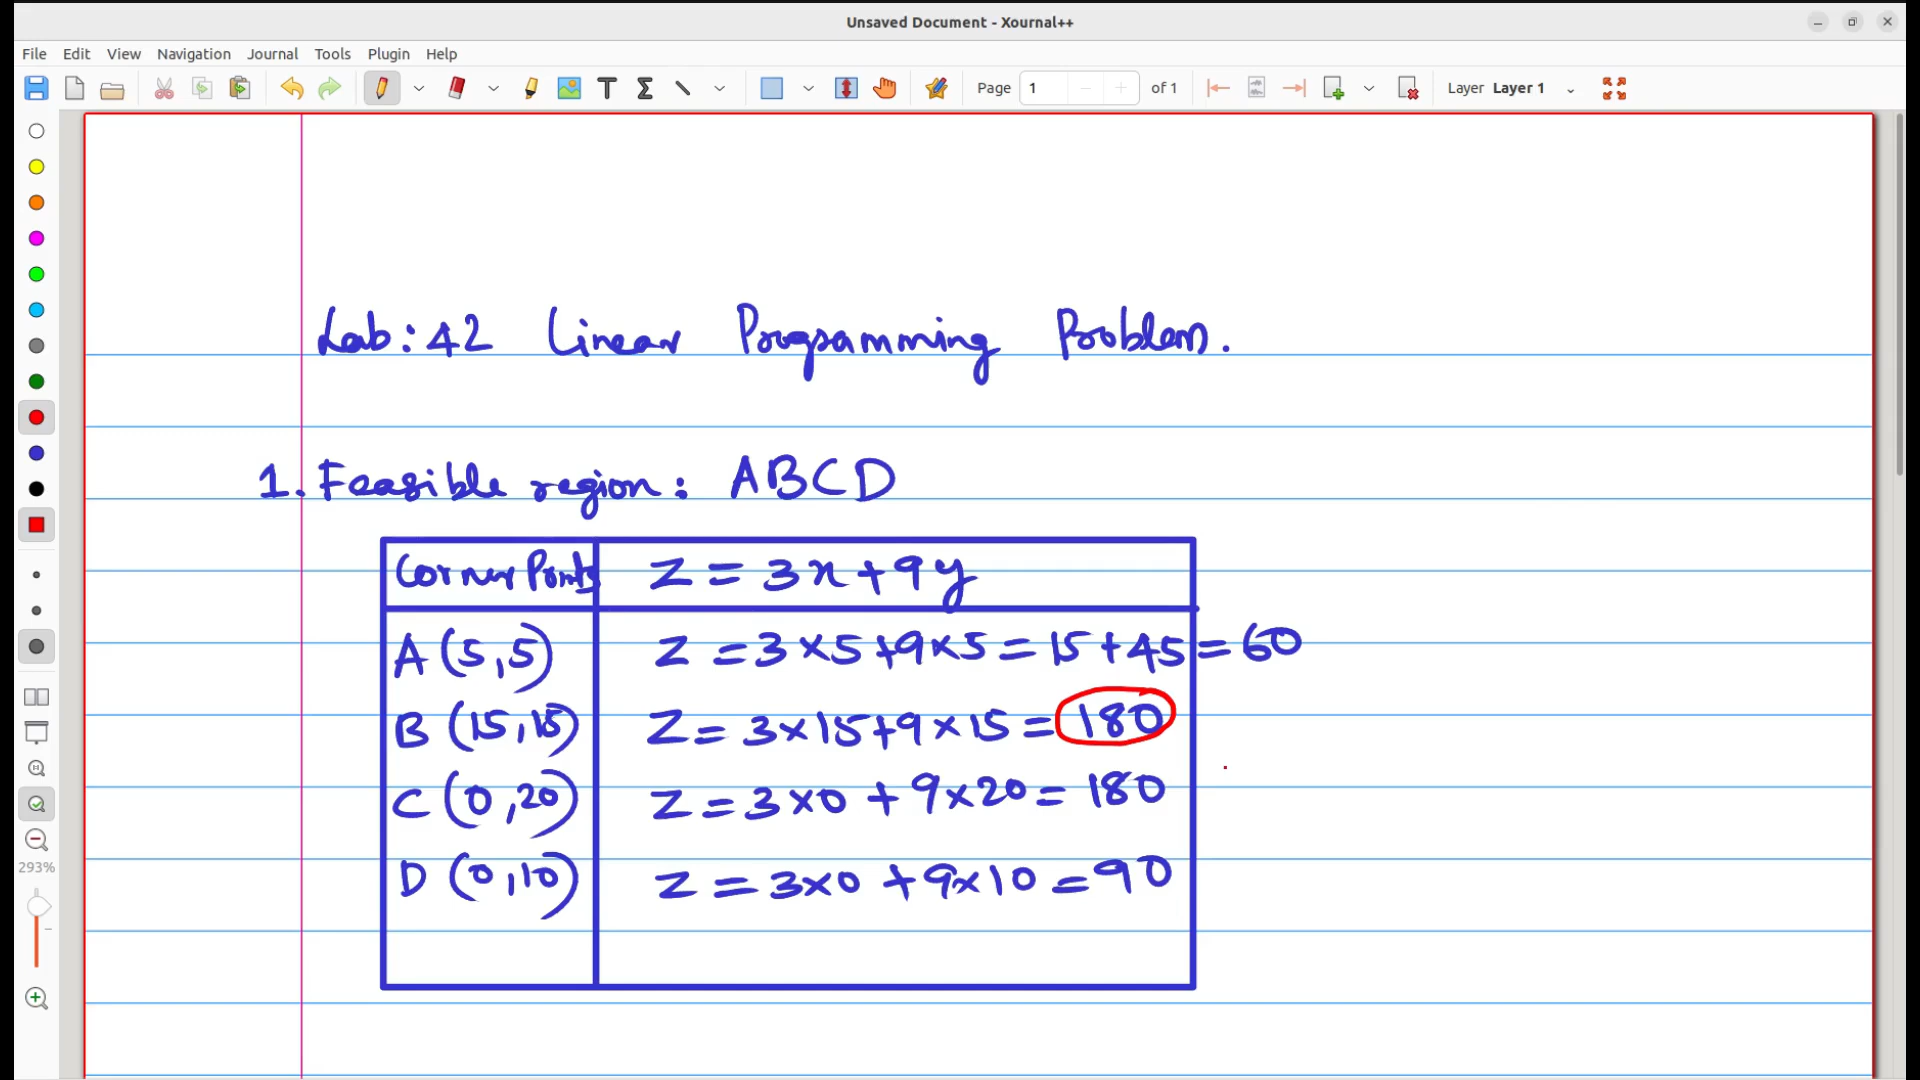 Unsaved Document - Xournal++
File Edit View Navigation Journal Tools Plugin Help
Page 1 of 1 Layer Layer 1
Lab: 42 Linear Programming Problem.
1. Feasible region: ABCD
Corner Points Z = 3x + 9y
A (5,5) Z = 3 × 5 + 9 × 5 = 15 + 45 = 60
B (15,15) Z = 3 × 15 + 9 × 15 = 180
C (0,20) Z = 3 × 0 + 9 × 20 = 180
D (0,10) Z = 3 × 0 + 9 × 10 = 90
293%